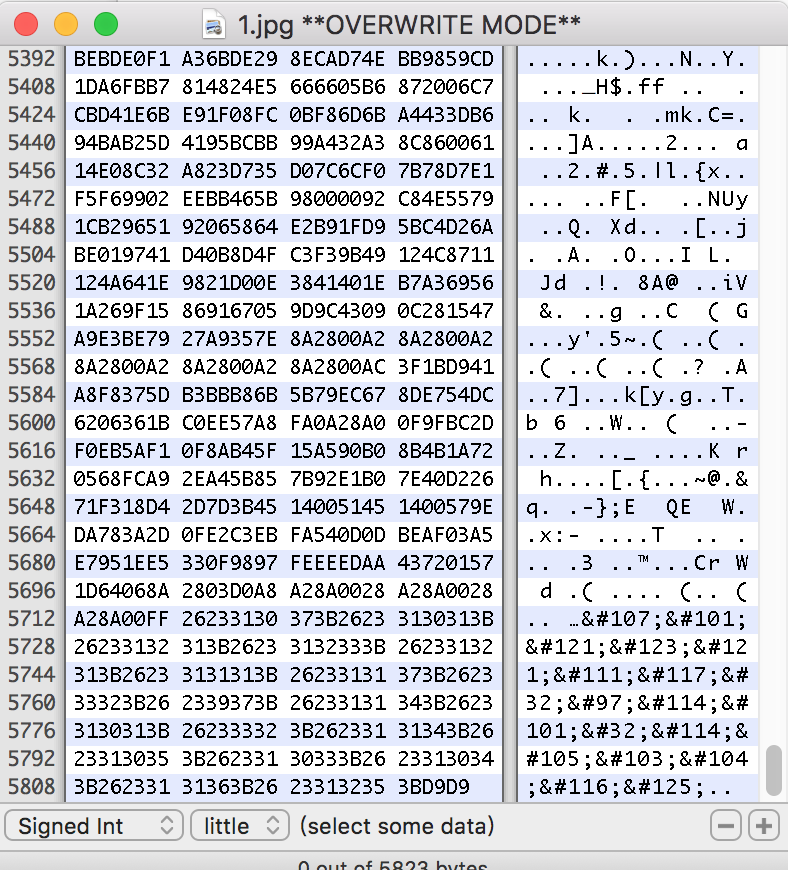 1.jpg **OVERWRITE MODE**
5392 BEBDE0F1 A36BDE29 8ECAD74E BB9859CD .....k.)...N..Y.
5408 1DA6FBB7 814824E5 666605B6 872006C7 ..._H$.ff .. .
5424 CBD41E6B E91F08FC 0BF86D6B A4433DB6 .. k. . .mk.C=.
5440 94BAB25D 4195BCBB 99A432A3 8C860061 ...]A.....2... a
5456 14E08C32 A823D735 D07C6CF0 7B78D7E1 ..2.#.5.|l.{x..
5472 F5F69902 EEBB465B 98000092 C84E5579 ... ..F[. ..NUy
5488 1CB29651 92065864 E2B91FD9 5BC4D26A ..Q. Xd.. .[..j
5504 BE019741 D40B8D4F C3F39B49 124C8711 . .A. .O...I L.
5520 124A641E 9821D00E 3841401E B7A36956 Jd .!. 8A@ ..iV
5536 1A269F15 86916705 9D9C4309 0C281547 &. ..g ..C ( G
5552 A9E3BE79 27A9357E 8A2800A2 8A2800A2 ...y'.5~.( ..( .
5568 8A2800A2 8A2800A2 8A2800AC 3F1BD941 .( ..( ..( .? .A
5584 A8F8375D B3BBB86B 5B79EC67 8DE754DC ..7]...k[y.g..T.
5600 6206361B C0EE57A8 FA0A28A0 0F9FBC2D b 6 ..W.. ( ..-
5616 F0EB5AF1 0F8AB45F 15A590B0 8B4B1A72 ..Z. .._ ....K r
5632 0568FCA9 2EA45B85 7B92E1B0 7E40D226 h....[.{...~@.&
5648 71F318D4 2D7D3B45 14005145 1400579E q. .-};E QE W.
5664 DA783A2D 0FE2C3EB FA540D0D BEAF03A5 .x:- ....T .. .
5680 E7951EE5 330F9897 FEEEEDAA 43720157 .. .3 ..™...Cr W
5696 1D64068A 2803D0A8 A28A0028 A28A0028 d .( .... (.. (
5712 A28A00FF 26233130 373B2623 3130313B .. …&#107;&#101;
5728 26233132 313B2623 3132333B 26233132 &#121;&#123;&#12
5744 313B2623 3131313B 26233131 373B2623 1;&#111;&#117;&#
5760 33323B26 2339373B 26233131 343B2623 32;&#97;&#114;&#
5776 3130313B 26233332 3B262331 31343B26 101;&#32;&#114;&
5792 23313035 3B262331 30333B26 23313034 #105;&#103;&#104
5808 3B262331 31363B26 23313235 3BD9D9 ;&#116;&#125;..
Signed Int little (select some data)
0 out of 5823 bytes